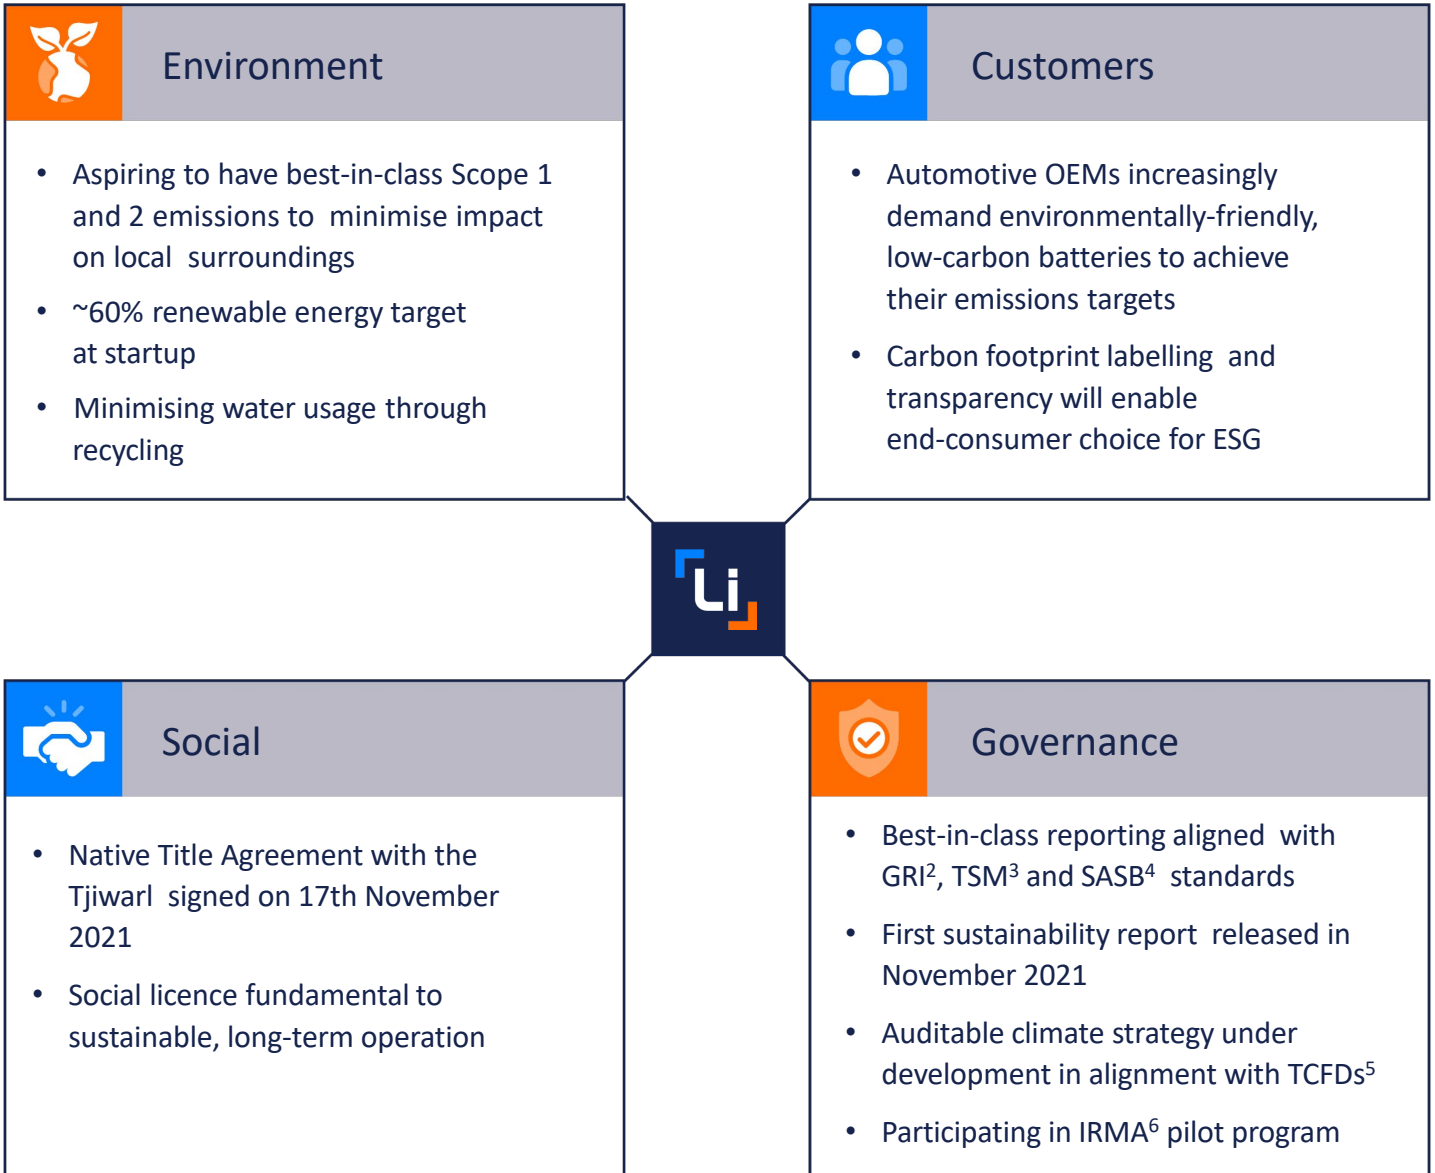 Environment
• Aspiring to have best-in-class Scope 1
and 2 emissions to minimise impact
on local surroundings
• ~60% renewable energy target
at startup
• Minimising water usage through
recycling
Customers
• Automotive OEMs increasingly
demand environmentally-friendly,
low-carbon batteries to achieve
their emissions targets
• Carbon footprint labelling and
transparency will enable
end-consumer choice for ESG
Li
Social
• Native Title Agreement with the
Tjiwarl signed on 17th November
2021
• Social licence fundamental to
sustainable, long-term operation
Governance
• Best-in-class reporting aligned with
GRI², TSM³ and SASB⁴ standards
• First sustainability report released in
November 2021
• Auditable climate strategy under
development in alignment with TCFDs⁵
• Participating in IRMA⁶ pilot program